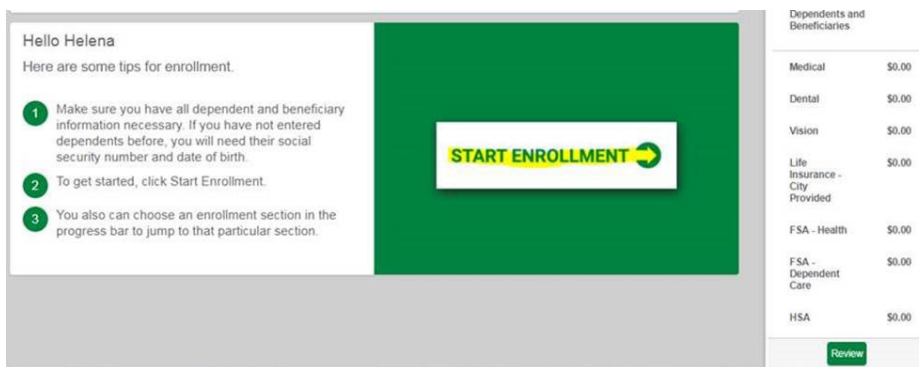 Hello Helena
Here are some tips for enrollment.
1
Make sure you have all dependent and beneficiary
information necessary. If you have not entered
dependents before, you will need their social
security number and date of birth.
2
To get started, click Start Enrollment.
3
You also can choose an enrollment section in the
progress bar to jump to that particular section.
START ENROLLMENT
Dependents and
Beneficiaries
Medical $0.00
Dental $0.00
Vision $0.00
Life $0.00
Insurance -
City
Provided
FSA - Health $0.00
FSA - $0.00
Dependent
Care
HSA $0.00
Review